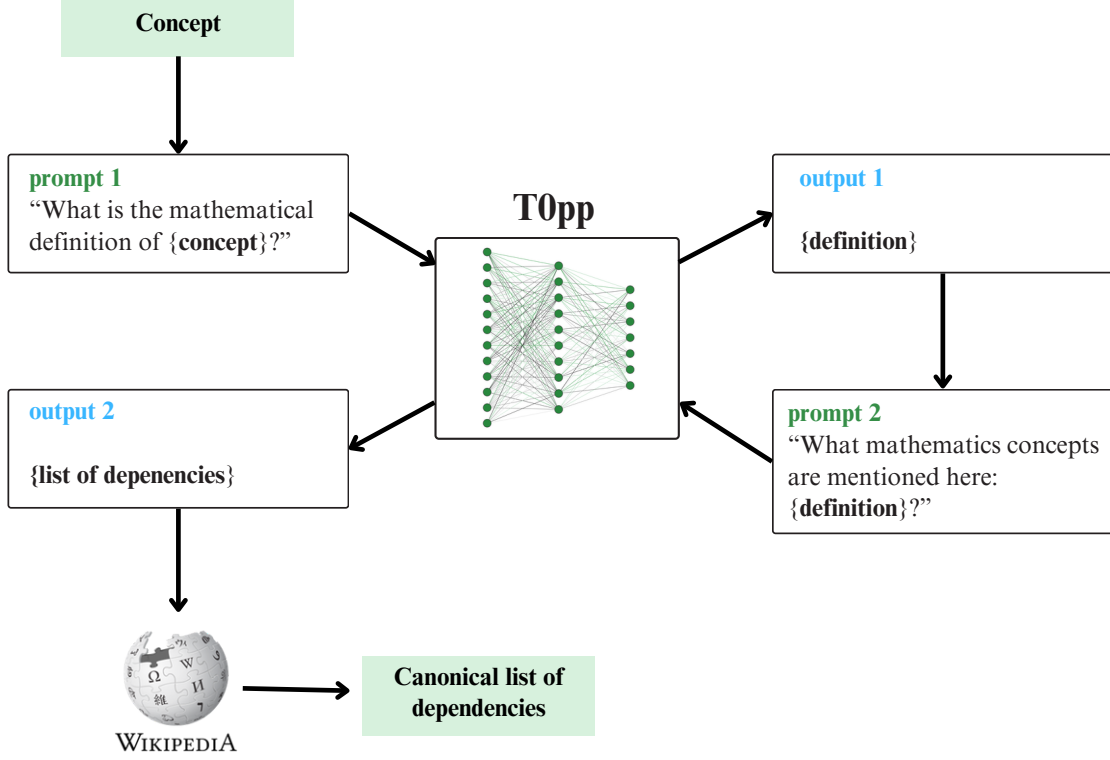 Concept
prompt 1
“What is the mathematical
definition of {concept}?”
T0pp
output 1
{definition}
prompt 2
“What mathematics concepts
are mentioned here:
{definition}?”
output 2
{list of depenencies}
Ω
W
И
維
WIKIPEDIA
Canonical list of
dependencies